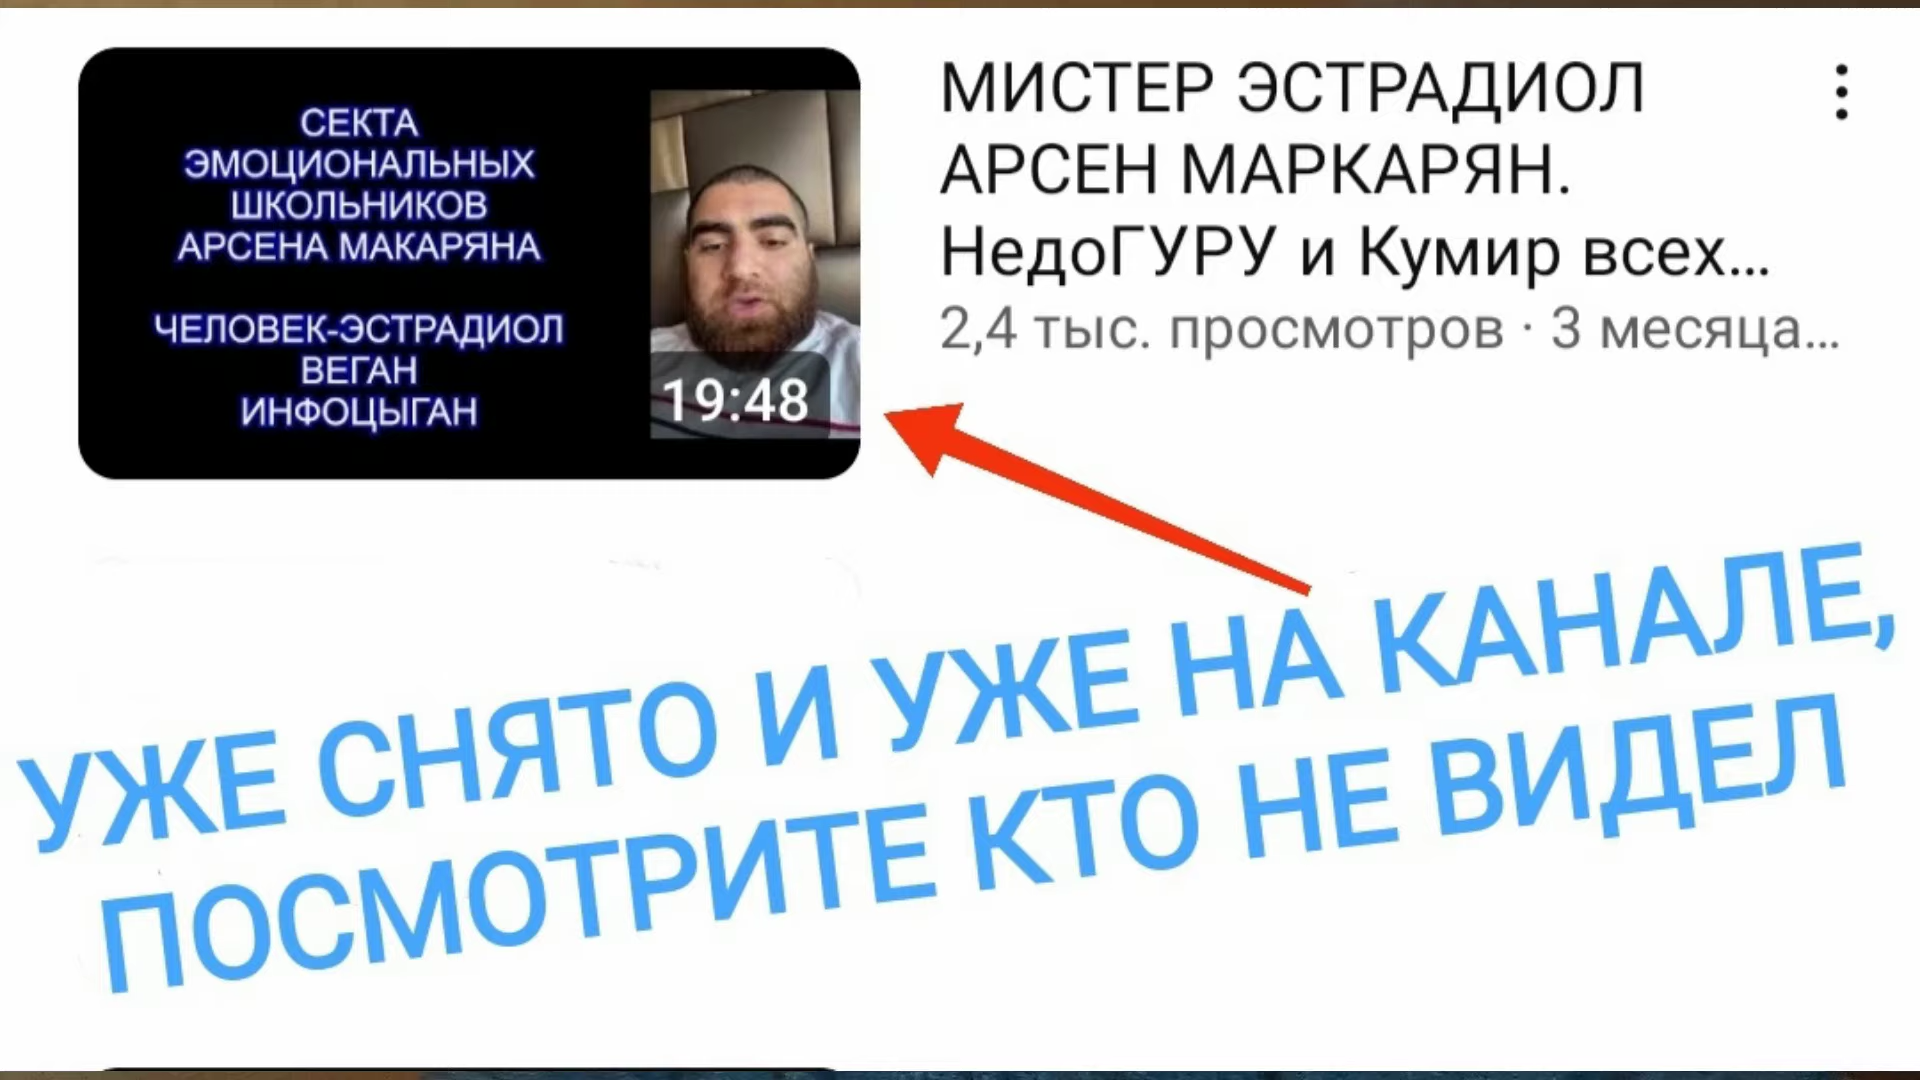 СЕКТА
ЭМОЦИОНАЛЬНЫХ
ШКОЛЬНИКОВ
АРСЕНА МАКАРЯНА
ЧЕЛОВЕК-ЭСТРАДИОЛ
ВЕГАН
ИНФОЦЫГАН
19:48
МИСТЕР ЭСТРАДИОЛ
АРСЕН МАРКАРЯН.
НедоГУРУ и Кумир всех...
2,4 тыс. просмотров · 3 месяца...
УЖЕ СНЯТО И УЖЕ НА КАНАЛЕ,
ПОСМОТРИТЕ КТО НЕ ВИДЕЛ